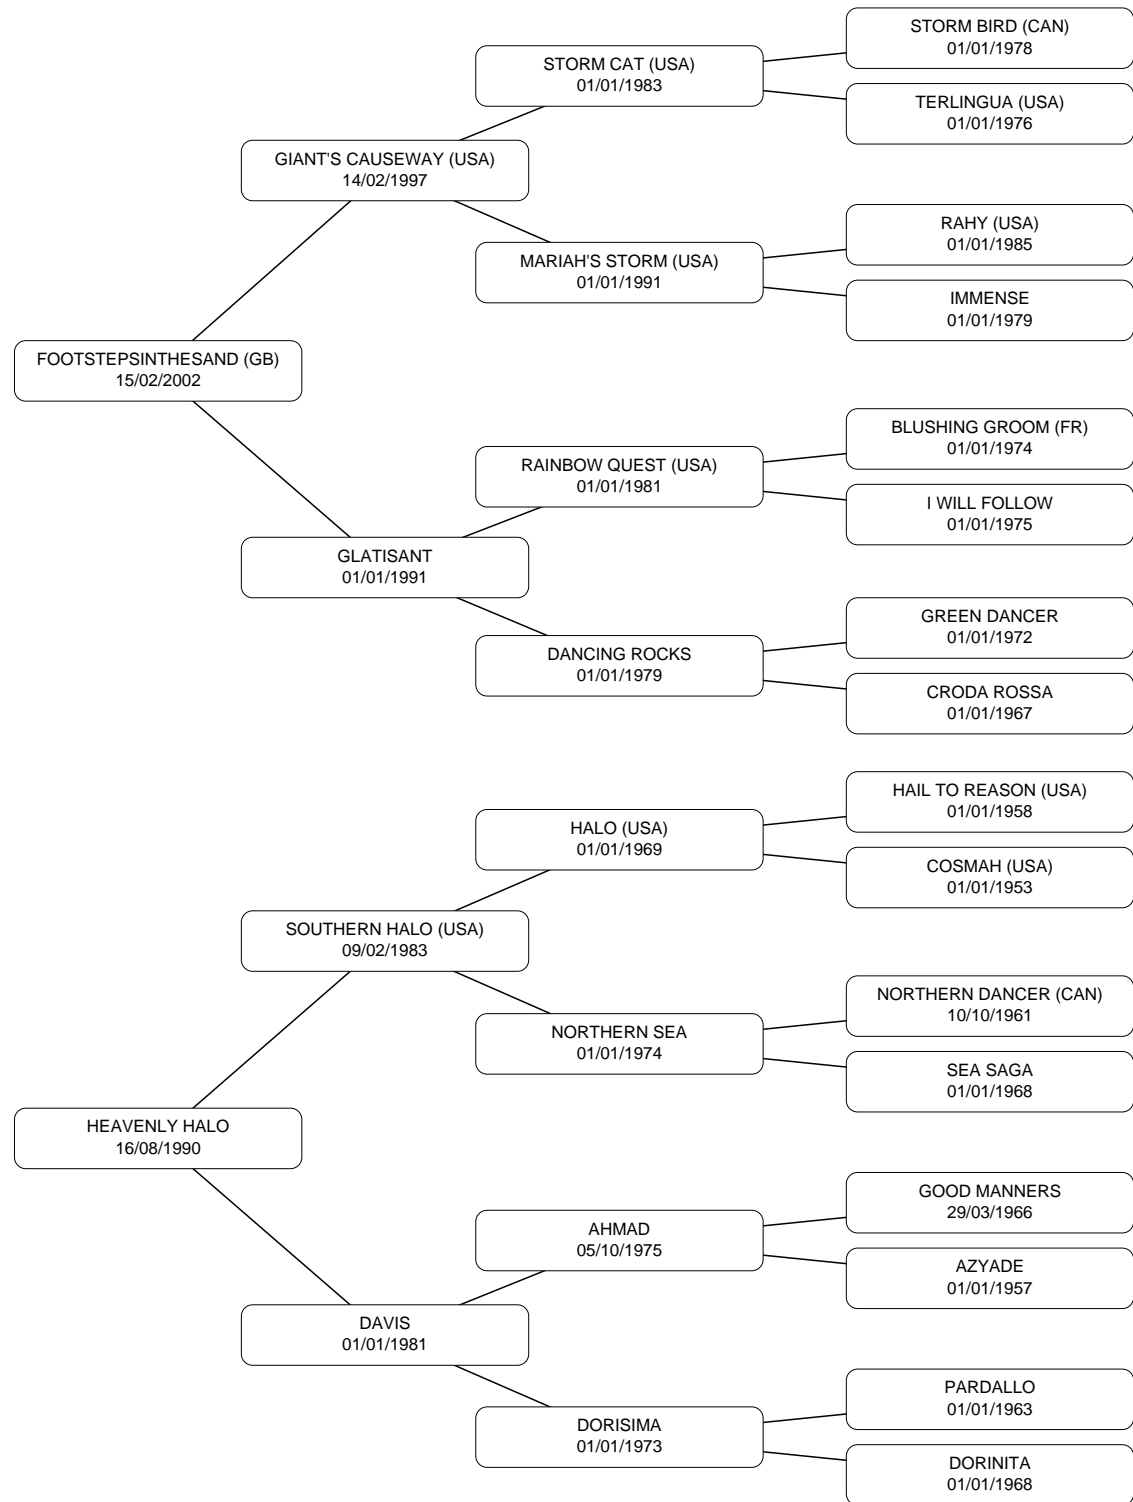 STORM BIRD (CAN)
01/01/1978
STORM CAT (USA)
01/01/1983
TERLINGUA (USA)
01/01/1976
GIANT'S CAUSEWAY (USA)
14/02/1997
RAHY (USA)
01/01/1985
MARIAH'S STORM (USA)
01/01/1991
IMMENSE
01/01/1979
FOOTSTEPSINTHESAND (GB)
15/02/2002
BLUSHING GROOM (FR)
01/01/1974
RAINBOW QUEST (USA)
01/01/1981
I WILL FOLLOW
01/01/1975
GLATISANT
01/01/1991
GREEN DANCER
01/01/1972
DANCING ROCKS
01/01/1979
CRODA ROSSA
01/01/1967
HAIL TO REASON (USA)
01/01/1958
HALO (USA)
01/01/1969
COSMAH (USA)
01/01/1953
SOUTHERN HALO (USA)
09/02/1983
NORTHERN DANCER (CAN)
10/10/1961
NORTHERN SEA
01/01/1974
SEA SAGA
01/01/1968
HEAVENLY HALO
16/08/1990
GOOD MANNERS
29/03/1966
AHMAD
05/10/1975
AZYADE
01/01/1957
DAVIS
01/01/1981
PARDALLO
01/01/1963
DORISIMA
01/01/1973
DORINITA
01/01/1968